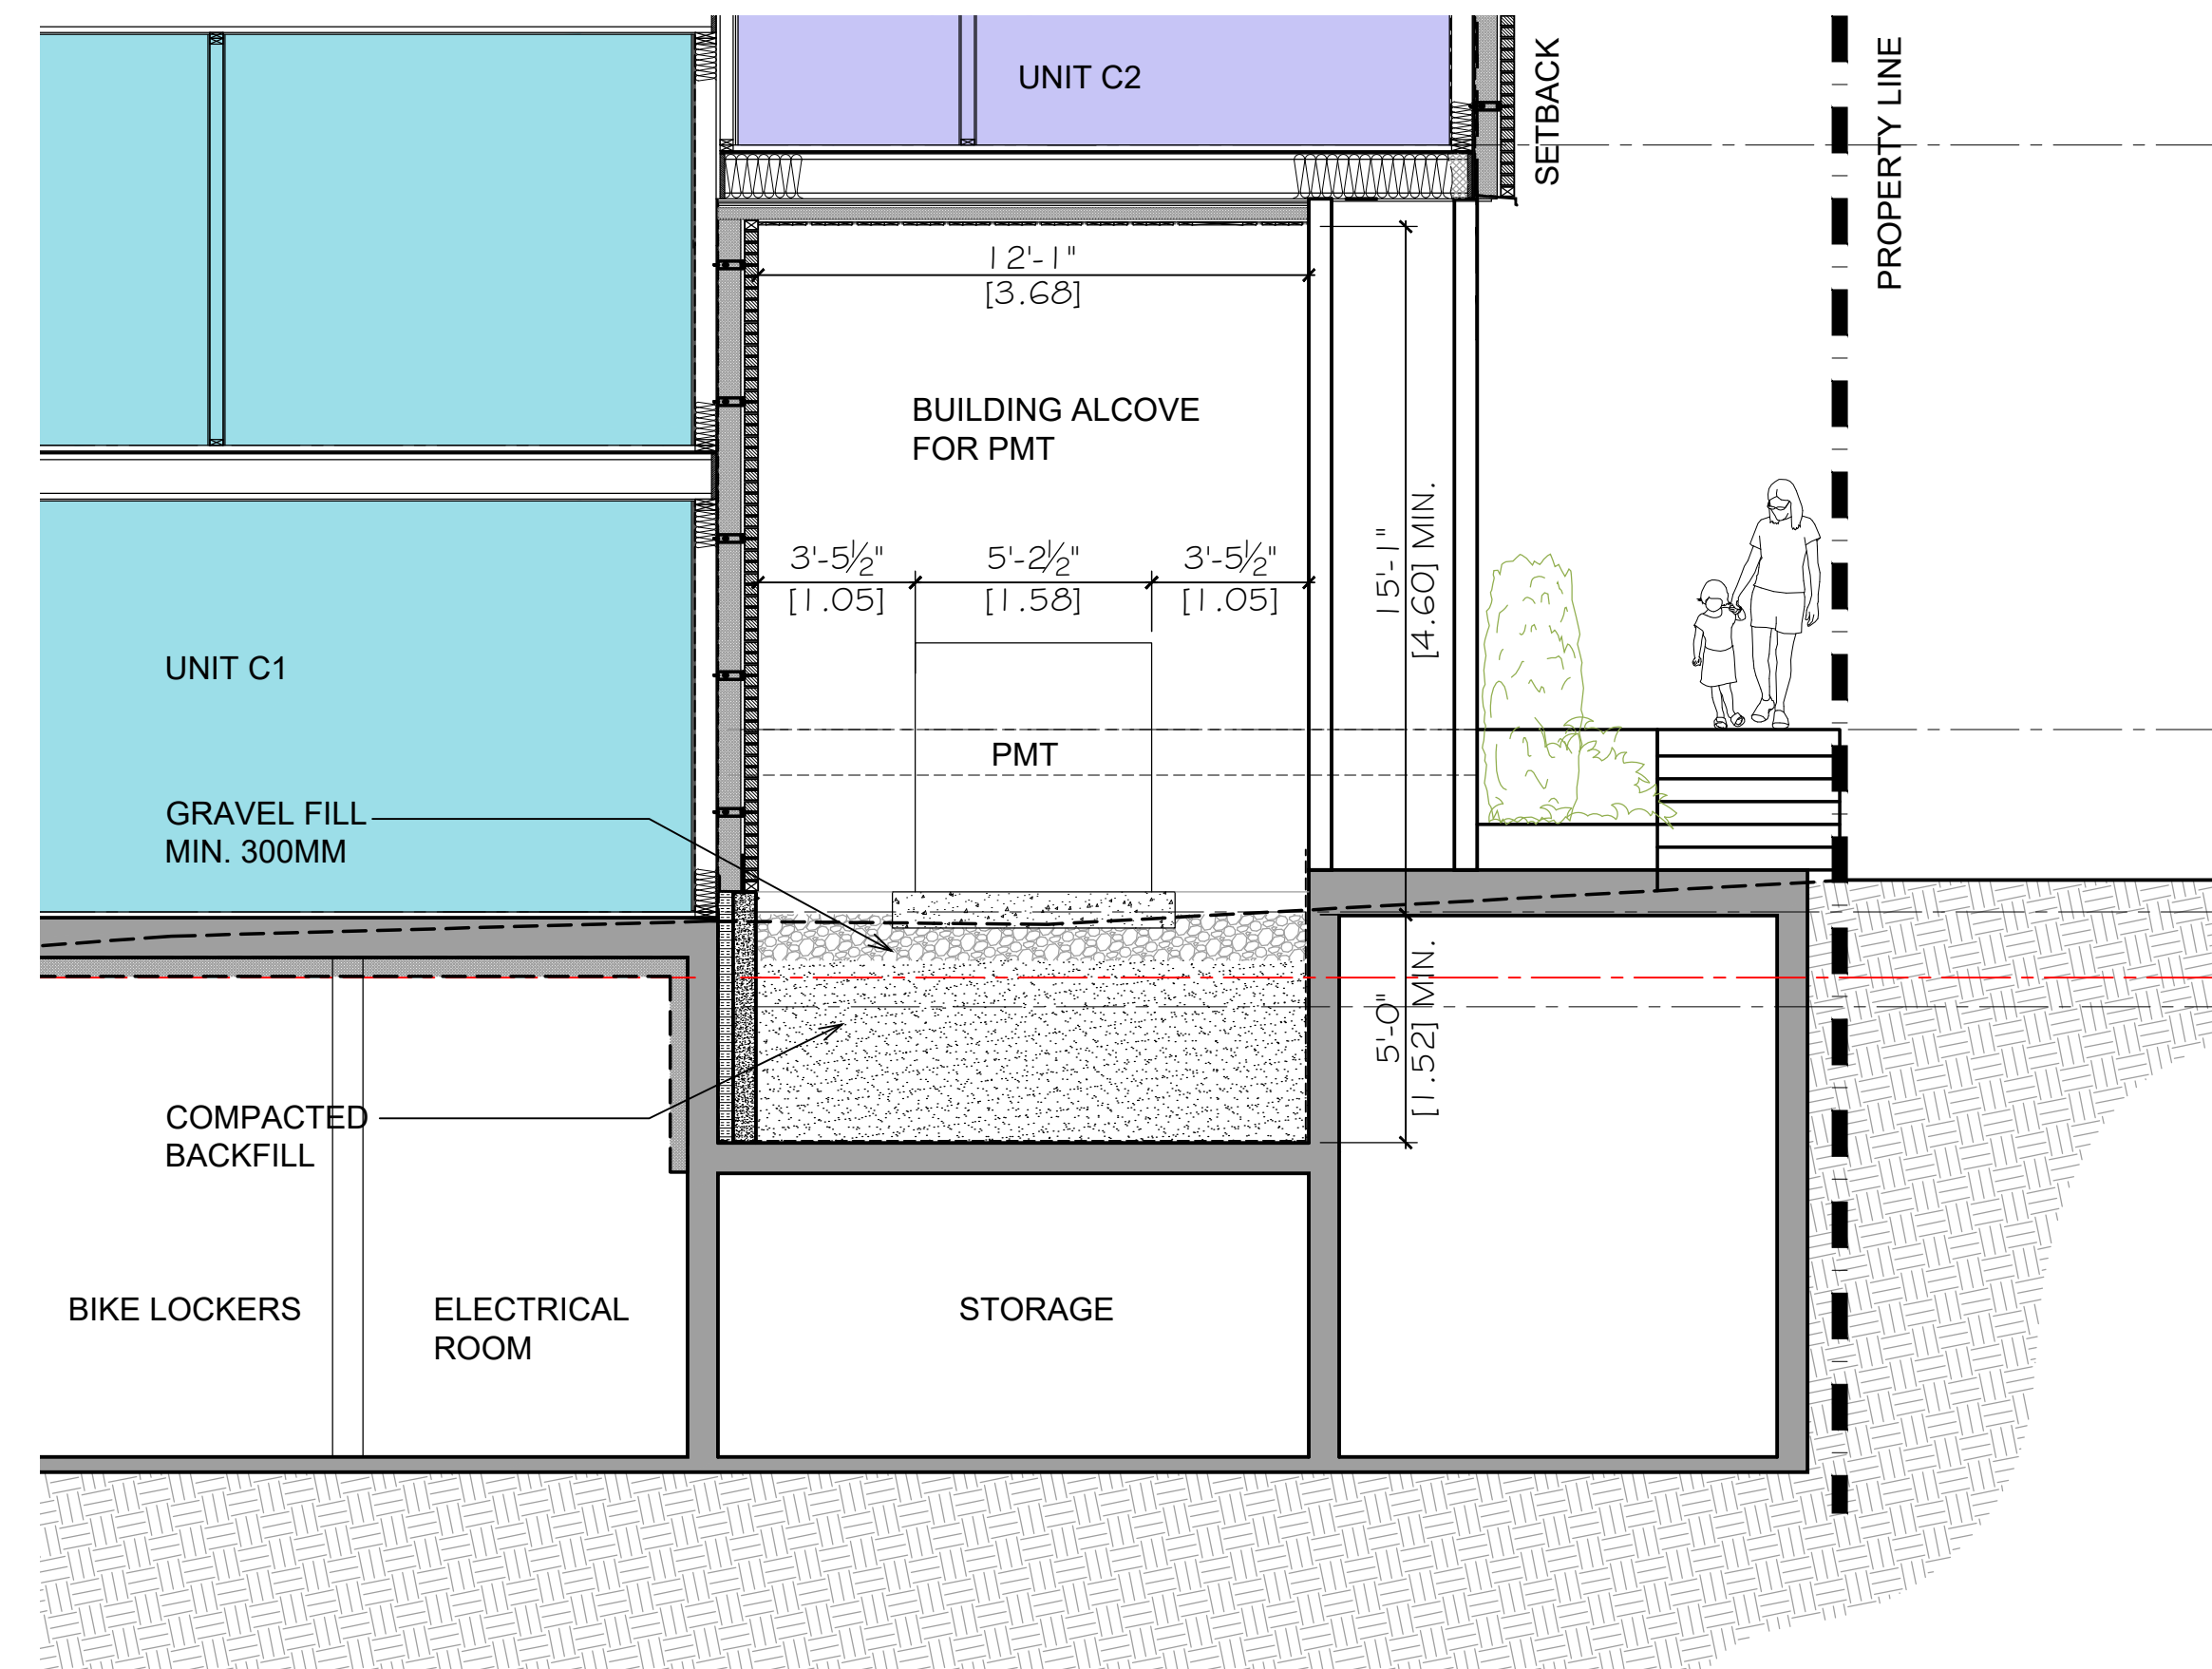 UNIT C2
SETBACK
PROPERTY LINE
12'-1"
[3.68]
BUILDING ALCOVE
FOR PMT
3'-5½"
[1.05]
5'-2½"
[1.58]
3'-5½"
[1.05]
15'-1"
[4.60] MIN.
UNIT C1
PMT
GRAVEL FILL
MIN. 300MM
5'-0"
[1.52] MIN.
COMPACTED
BACKFILL
BIKE LOCKERS
ELECTRICAL
ROOM
STORAGE